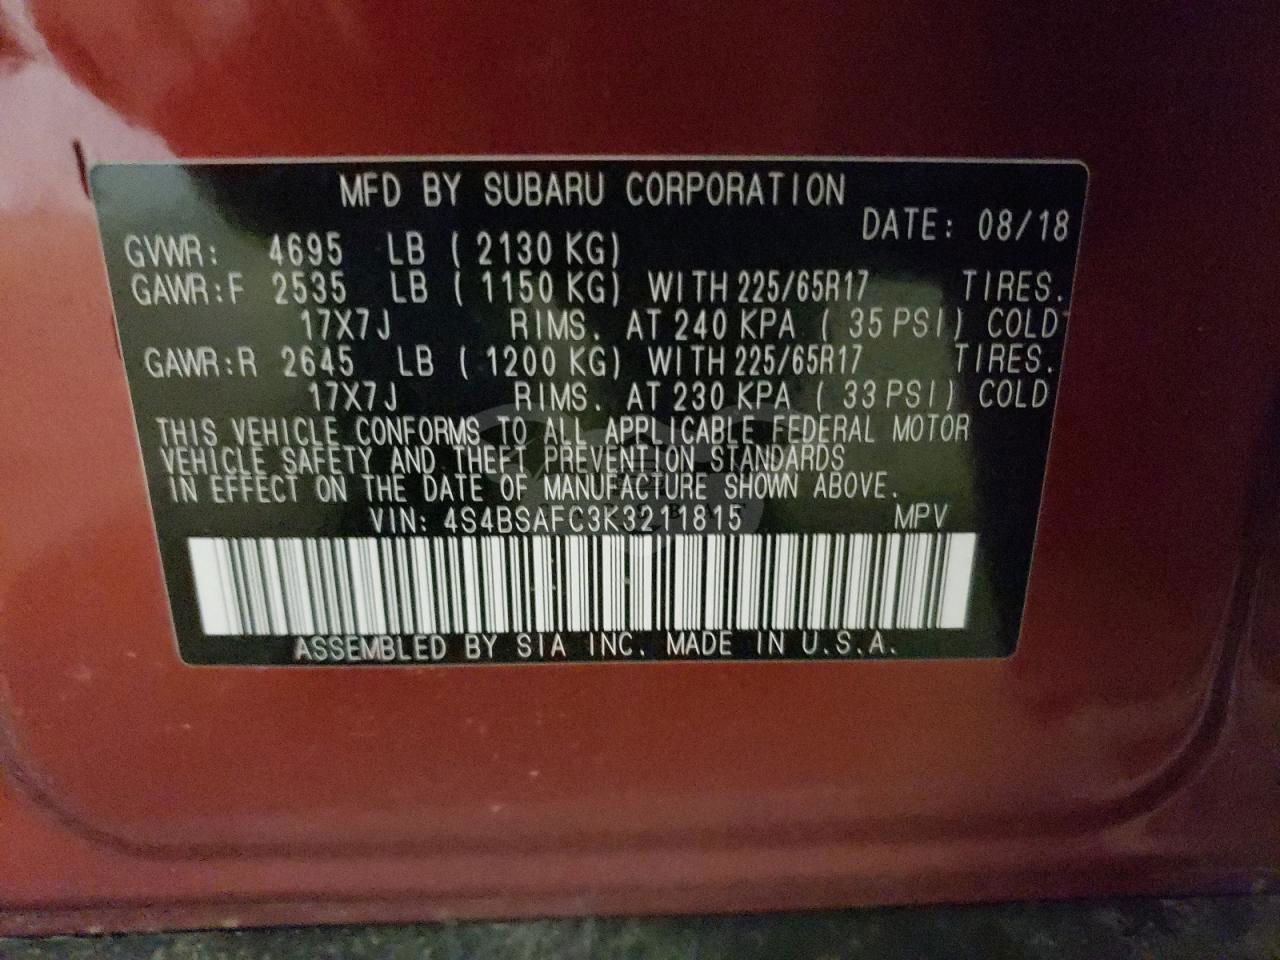 MFD BY SUBARU CORPORATION
DATE: 08/18
GVWR: 4695 LB ( 2130 KG)
GAWR:F 2535 LB ( 1150 KG) WITH 225/65R17 TIRES.
17X7J RIMS. AT 240 KPA ( 35 PSI) COLD
GAWR:R 2645 LB ( 1200 KG) WITH 225/65R17 TIRES.
17X7J RIMS. AT 230 KPA ( 33 PSI) COLD
THIS VEHICLE CONFORMS TO ALL APPLICABLE FEDERAL MOTOR
VEHICLE SAFETY AND THEFT PREVENTION STANDARDS
IN EFFECT ON THE DATE OF MANUFACTURE SHOWN ABOVE.
VIN: 4S4BSAFC3K3211815 MPV
ASSEMBLED BY SIA INC. MADE IN U.S.A.